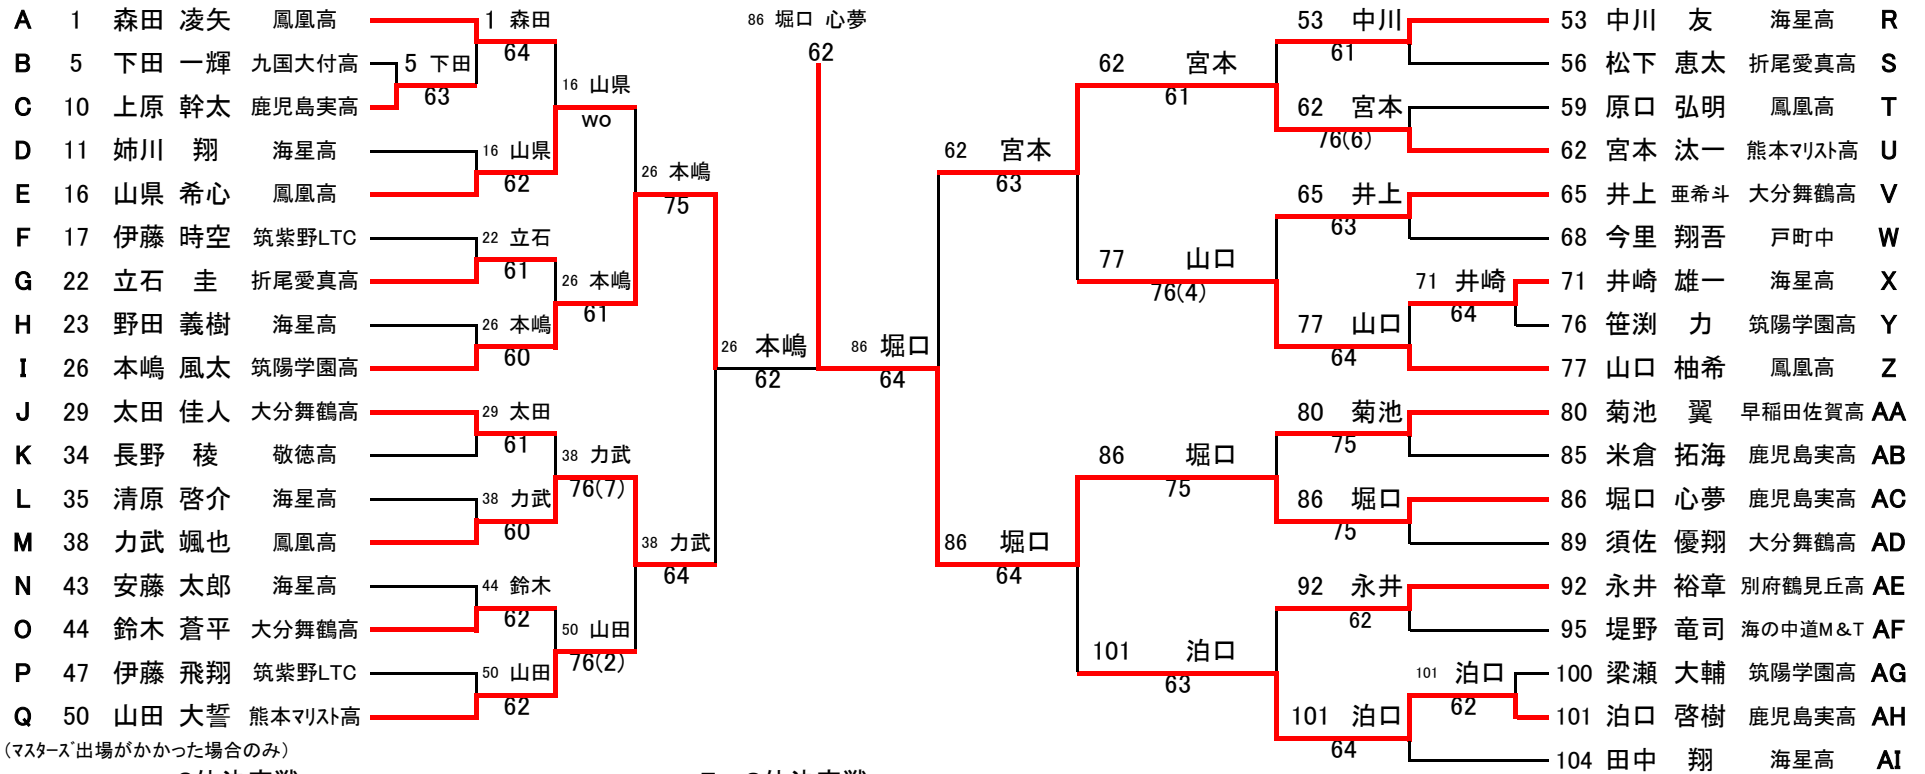 A 1 森田 凌矢 鳳凰高
B 5 下田 一輝 九国大付高
C 10 上原 幹太 鹿児島実高
D 11 姉川 翔 海星高
E 16 山県 希心 鳳凰高
F 17 伊藤 時空 筑紫野LTC
G 22 立石 圭 折尾愛真高
H 23 野田 義樹 海星高
I 26 本嶋 風太 筑陽学園高
J 29 太田 佳人 大分舞鶴高
K 34 長野 稜 敬徳高
L 35 清原 啓介 海星高
M 38 力武 颯也 鳳凰高
N 43 安藤 太郎 海星高
O 44 鈴木 蒼平 大分舞鶴高
P 47 伊藤 飛翔 筑紫野LTC
Q 50 山田 大誓 熊本マリスト高
(マスターズ出場がかかった場合のみ)
5 下田
63
1 森田
64
16 山県
62
22 立石
61
26 本嶋
60
29 太田
61
38 力武
60
44 鈴木
62
50 山田
62
16 山県
wo
26 本嶋
61
38 力武
76(7)
50 山田
76(2)
26 本嶋
75
38 力武
64
26 本嶋
62
86 堀口 心夢
62
86 堀口
64
62 宮本
63
86 堀口
64
62 宮本
61
77 山口
76(4)
86 堀口
75
101 泊口
63
53 中川
61
62 宮本
76(6)
65 井上
63
77 山口
64
80 菊池
75
86 堀口
75
92 永井
62
101 泊口
64
71 井崎
64
101 泊口
62
53 中川 友 海星高 R
56 松下 恵太 折尾愛真高 S
59 原口 弘明 鳳凰高 T
62 宮本 汰一 熊本マリスト高 U
65 井上 亜希斗 大分舞鶴高 V
68 今里 翔吾 戸町中 W
71 井崎 雄一 海星高 X
76 笹渕 力 筑陽学園高 Y
77 山口 柚希 鳳凰高 Z
80 菊池 翼 早稲田佐賀高 AA
85 米倉 拓海 鹿児島実高 AB
86 堀口 心夢 鹿児島実高 AC
89 須佐 優翔 大分舞鶴高 AD
92 永井 裕章 別府鶴見丘高 AE
95 堤野 竜司 海の中道M&T AF
100 梁瀬 大輔 筑陽学園高 AG
101 泊口 啓樹 鹿児島実高 AH
104 田中 翔 海星高 AI